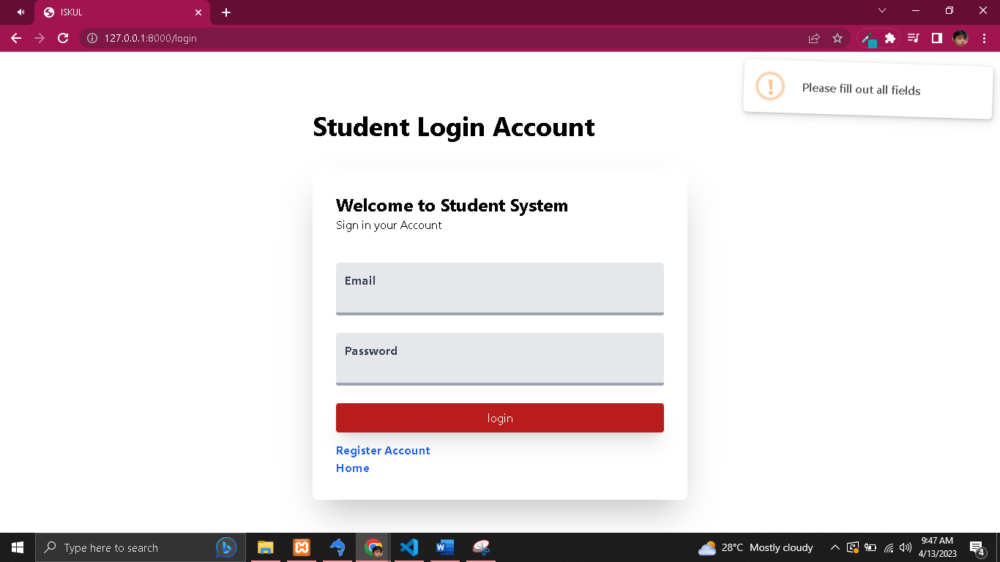 ISKUL
127.0.0.1:8000/login
Please fill out all fields
Student Login Account
Welcome to Student System
Sign in your Account
Email
Password
login
Register Account
Home
Type here to search
28°C Mostly cloudy
9:47 AM
4/13/2023
4